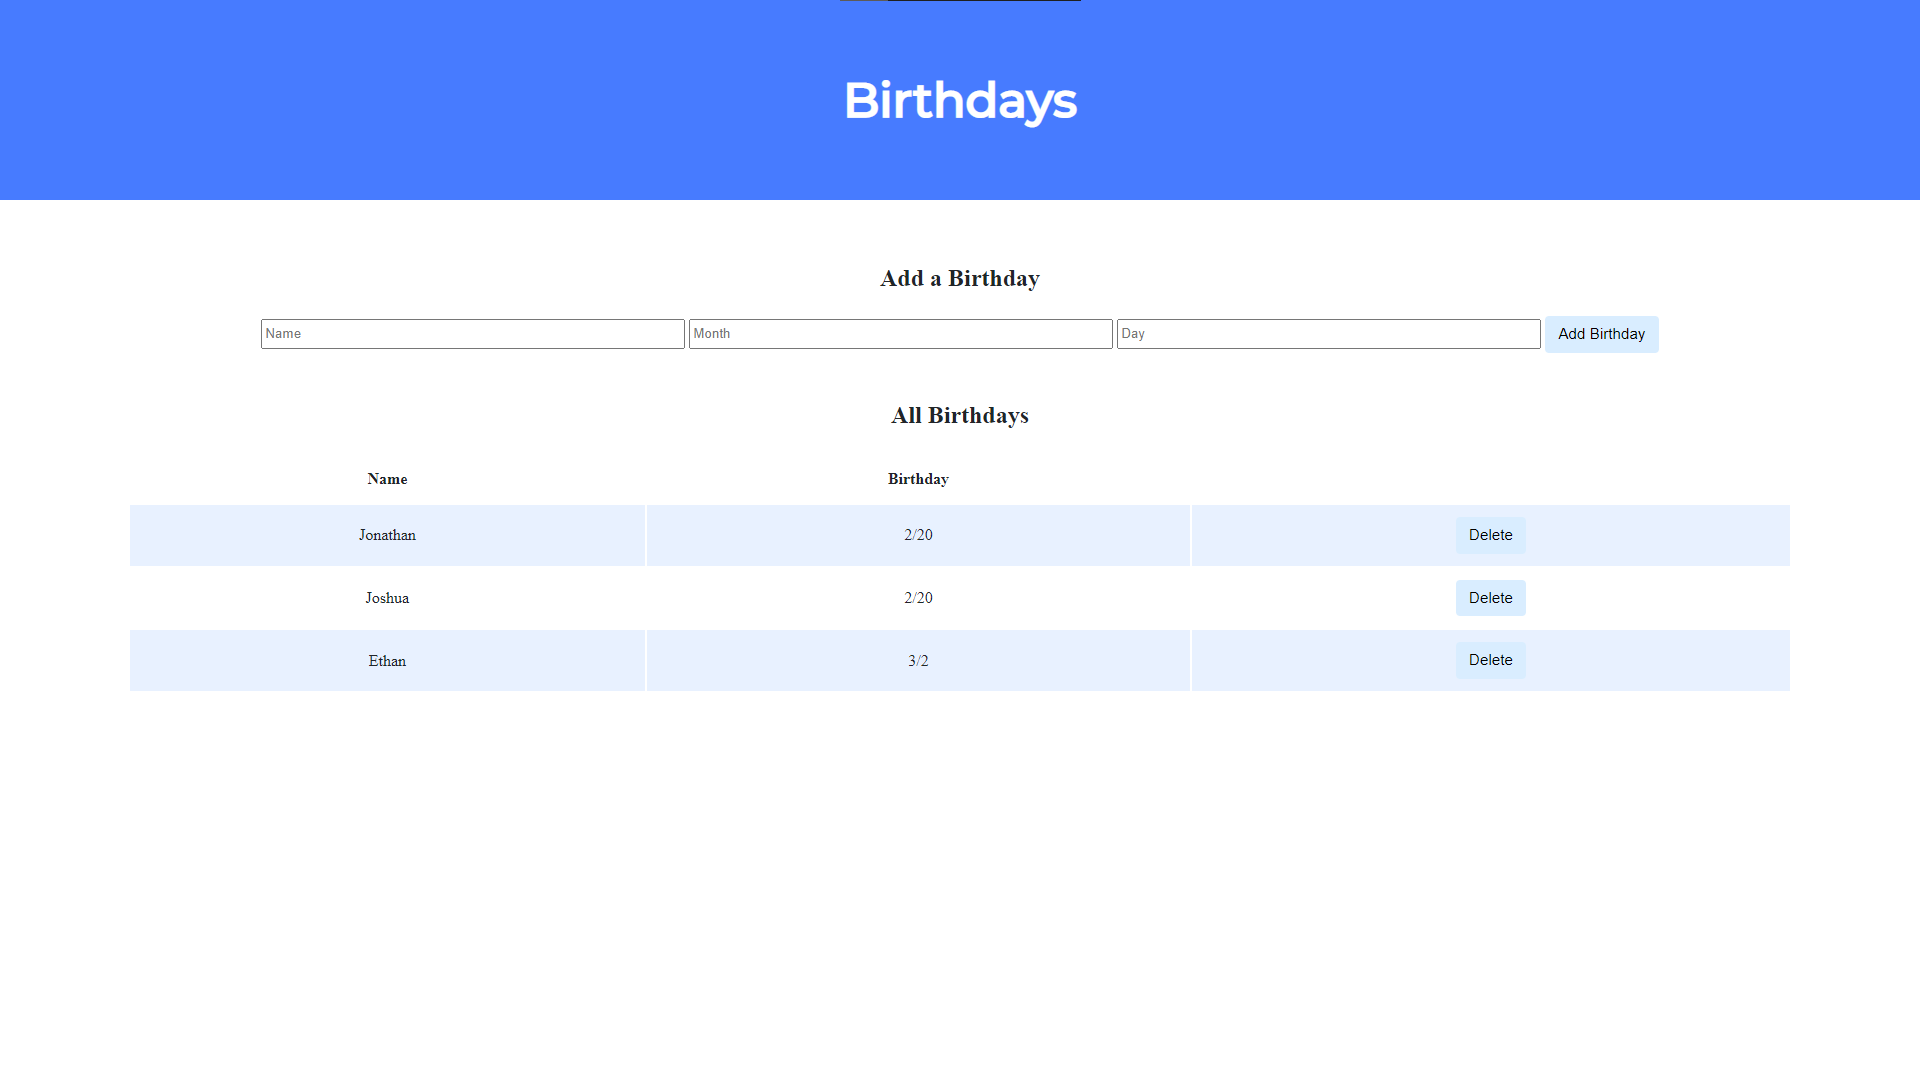 Birthdays
Add a Birthday
Name Month Day Add Birthday
All Birthdays
Name Birthday
Jonathan 2/20 Delete
Joshua 2/20 Delete
Ethan 3/2 Delete